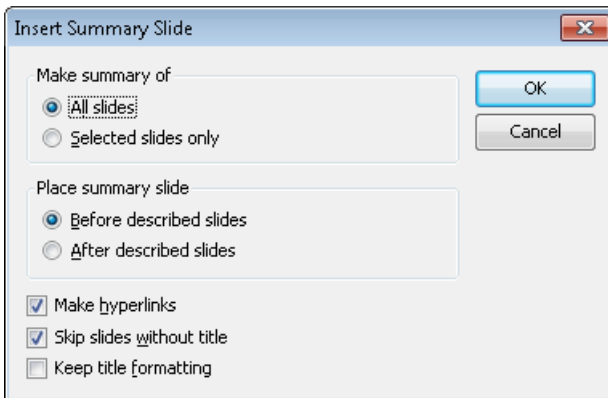 Insert Summary Slide
Make summary of
All slides
Selected slides only
OK
Cancel
Place summary slide
Before described slides
After described slides
Make hyperlinks
Skip slides without title
Keep title formatting